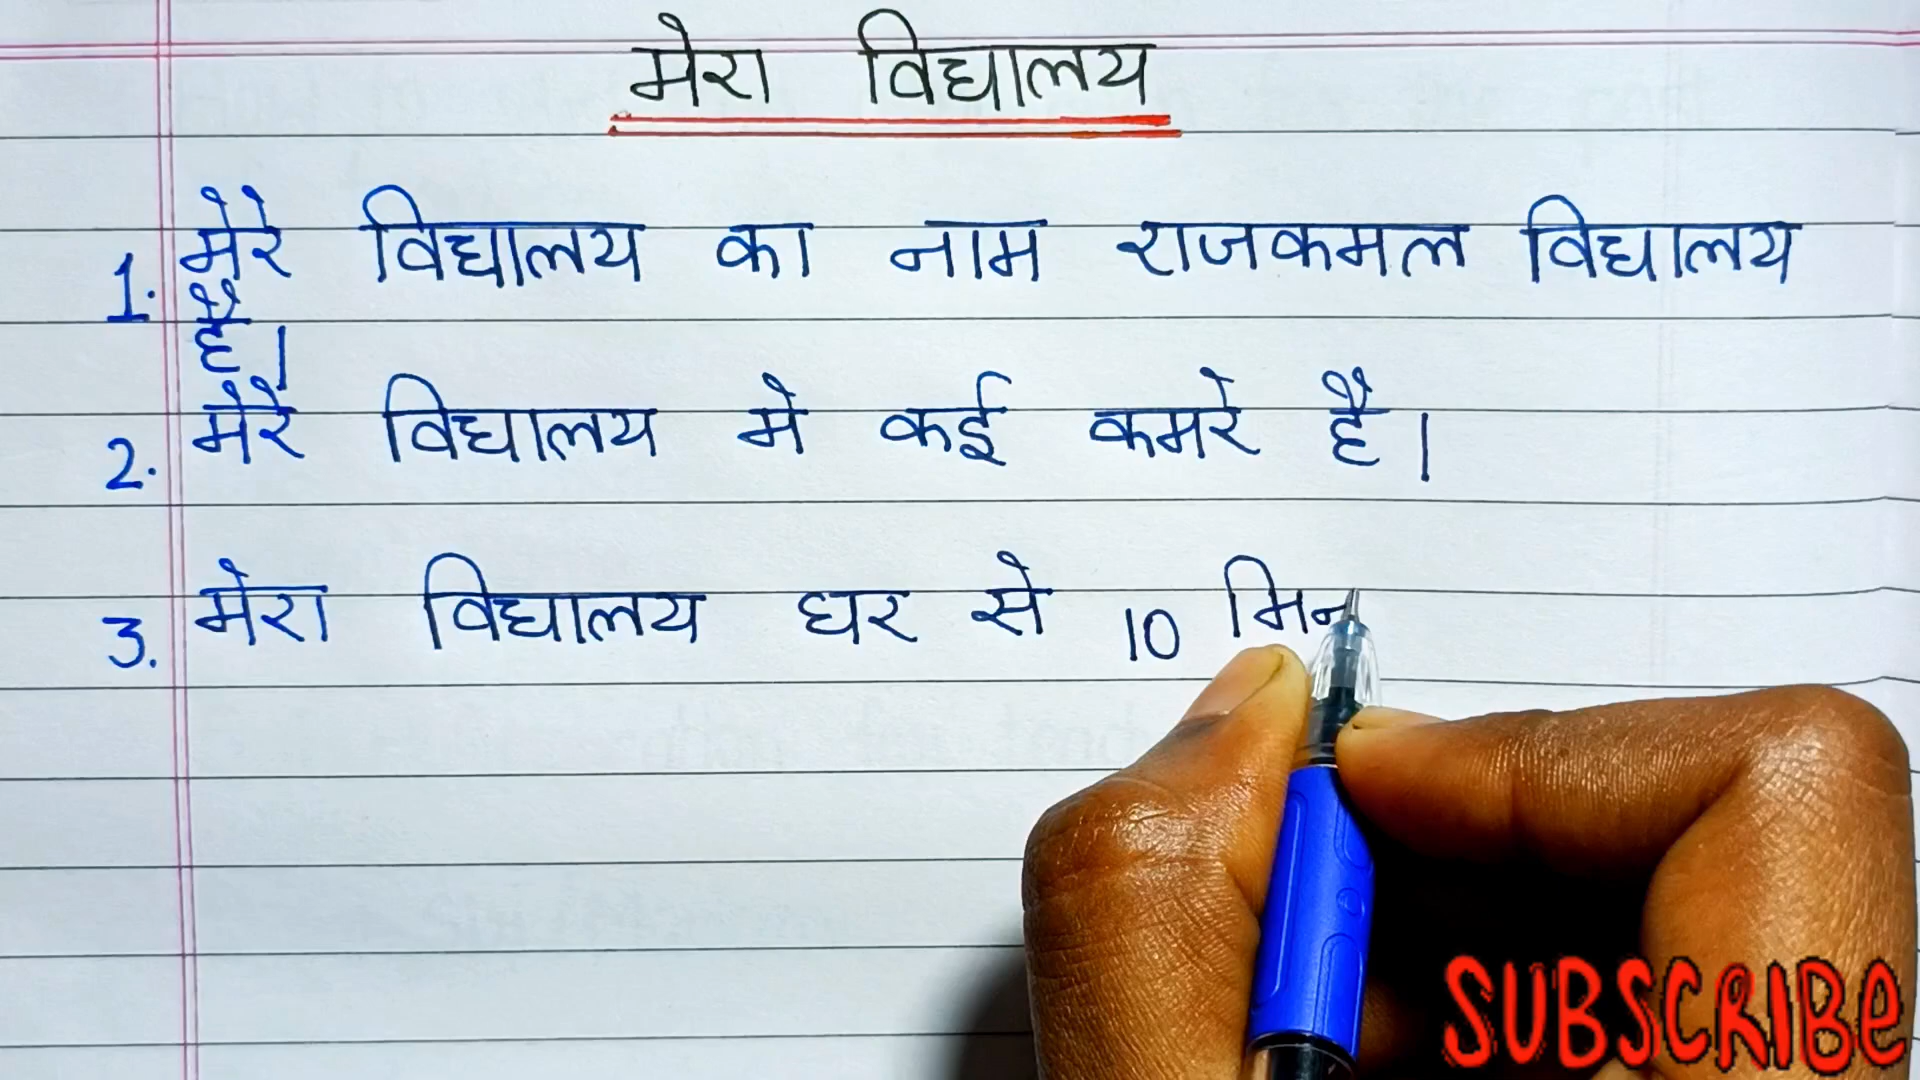 मेरा विद्यालय
1. मेरे विद्यालय का नाम राजकमल विद्यालय
है।
2. मेरे विद्यालय मे कई कमरे है।
3. मेरा विद्यालय घर से 10 मिन
SUBSCRIBE